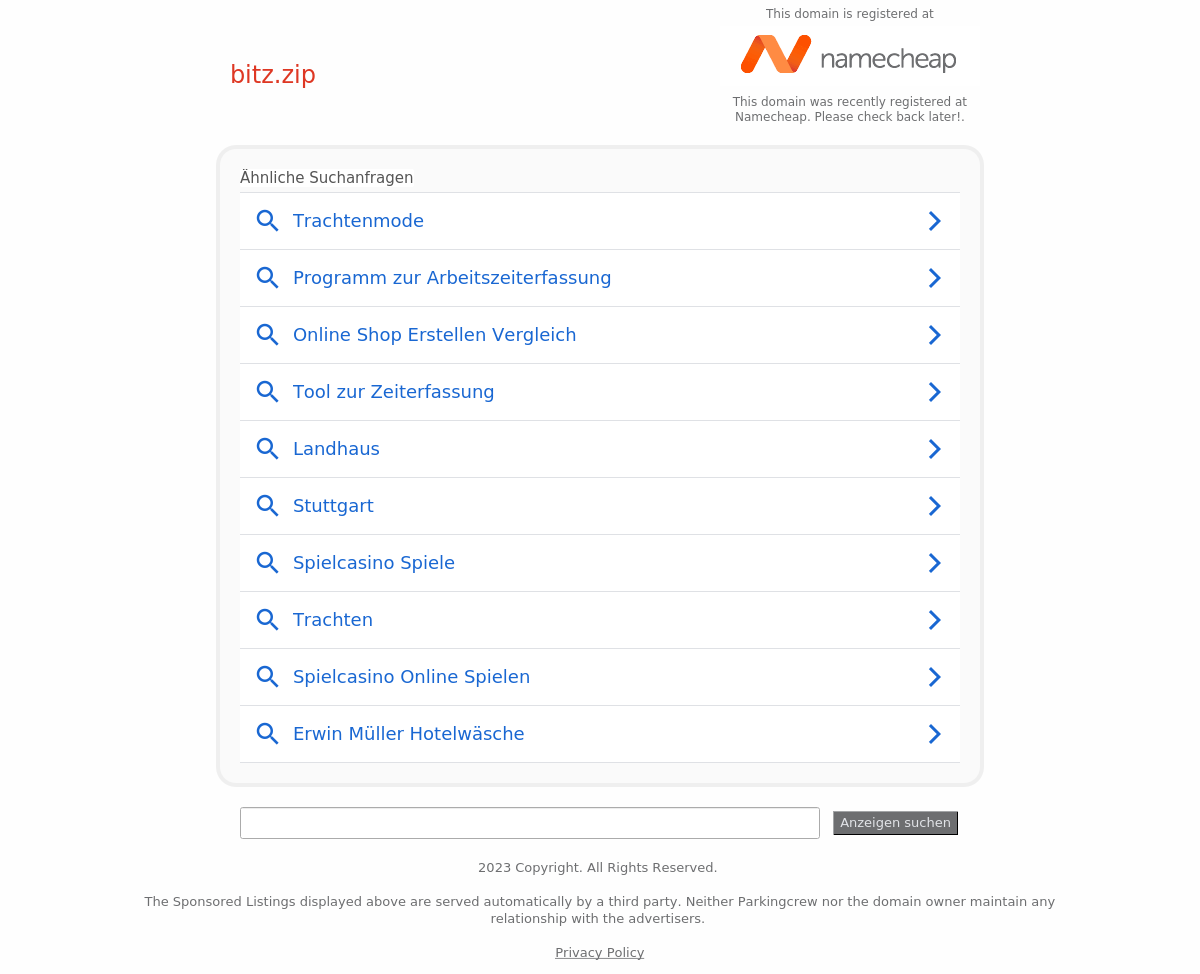 This domain is registered at
namecheap
bitz.zip
This domain was recently registered at
Namecheap. Please check back later!.
Ähnliche Suchanfragen
Trachtenmode
Programm zur Arbeitszeiterfassung
Online Shop Erstellen Vergleich
Tool zur Zeiterfassung
Landhaus
Stuttgart
Spielcasino Spiele
Trachten
Spielcasino Online Spielen
Erwin Müller Hotelwäsche
Anzeigen suchen
2023 Copyright. All Rights Reserved.
The Sponsored Listings displayed above are served automatically by a third party. Neither Parkingcrew nor the domain owner maintain any
relationship with the advertisers.
Privacy Policy